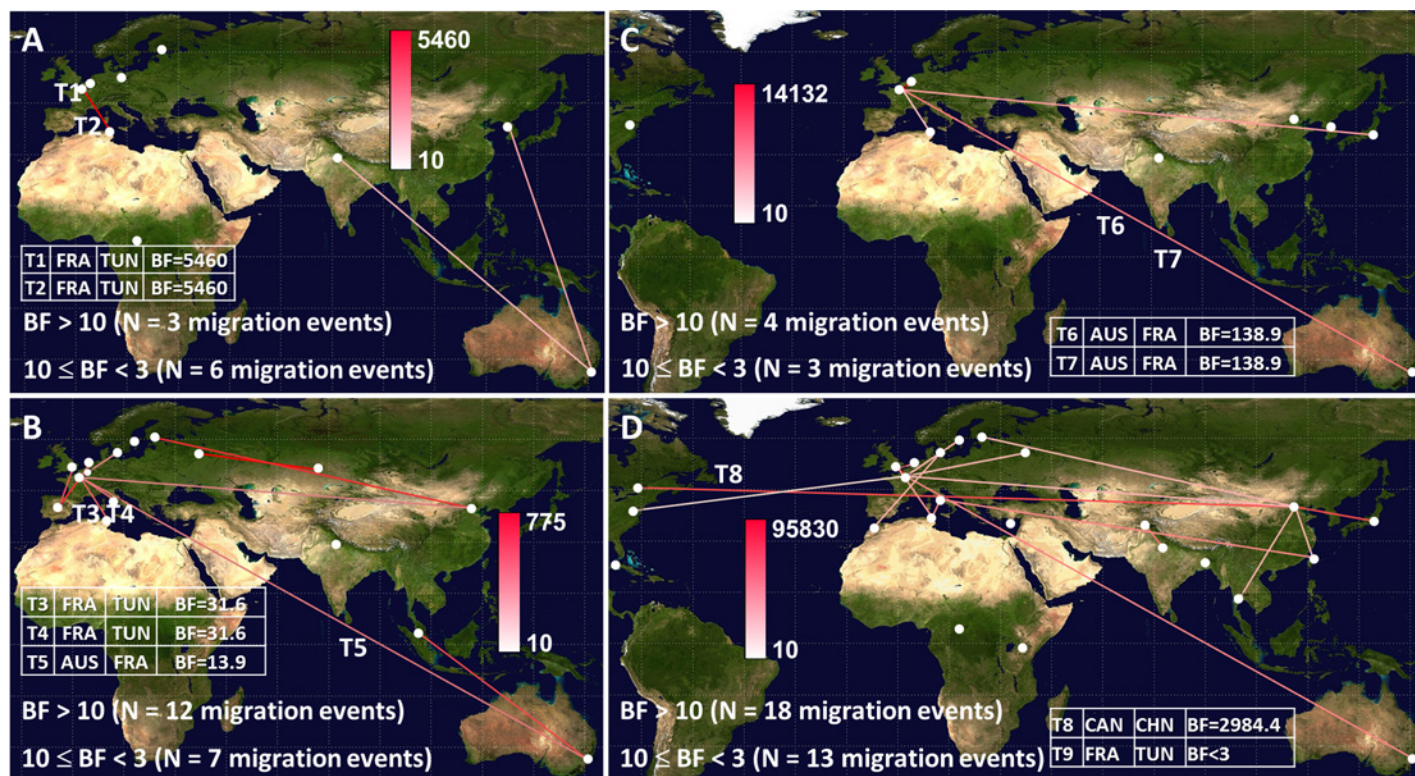 A
5460
10
T1
T2
T1 FRA TUN BF=5460
T2 FRA TUN BF=5460
BF > 10 (N = 3 migration events)
10 ≤ BF < 3 (N = 6 migration events)
C
14132
10
T6
T7
BF > 10 (N = 4 migration events)
T6 AUS FRA BF=138.9
T7 AUS FRA BF=138.9
10 ≤ BF < 3 (N = 3 migration events)
B
T3 T4
775
10
T3 FRA TUN BF=31.6
T4 FRA TUN BF=31.6
T5 AUS FRA BF=13.9
T5
BF > 10 (N = 12 migration events)
10 ≤ BF < 3 (N = 7 migration events)
D
T8
95830
10
BF > 10 (N = 18 migration events)
T8 CAN CHN BF=2984.4
T9 FRA TUN BF<3
10 ≤ BF < 3 (N = 13 migration events)